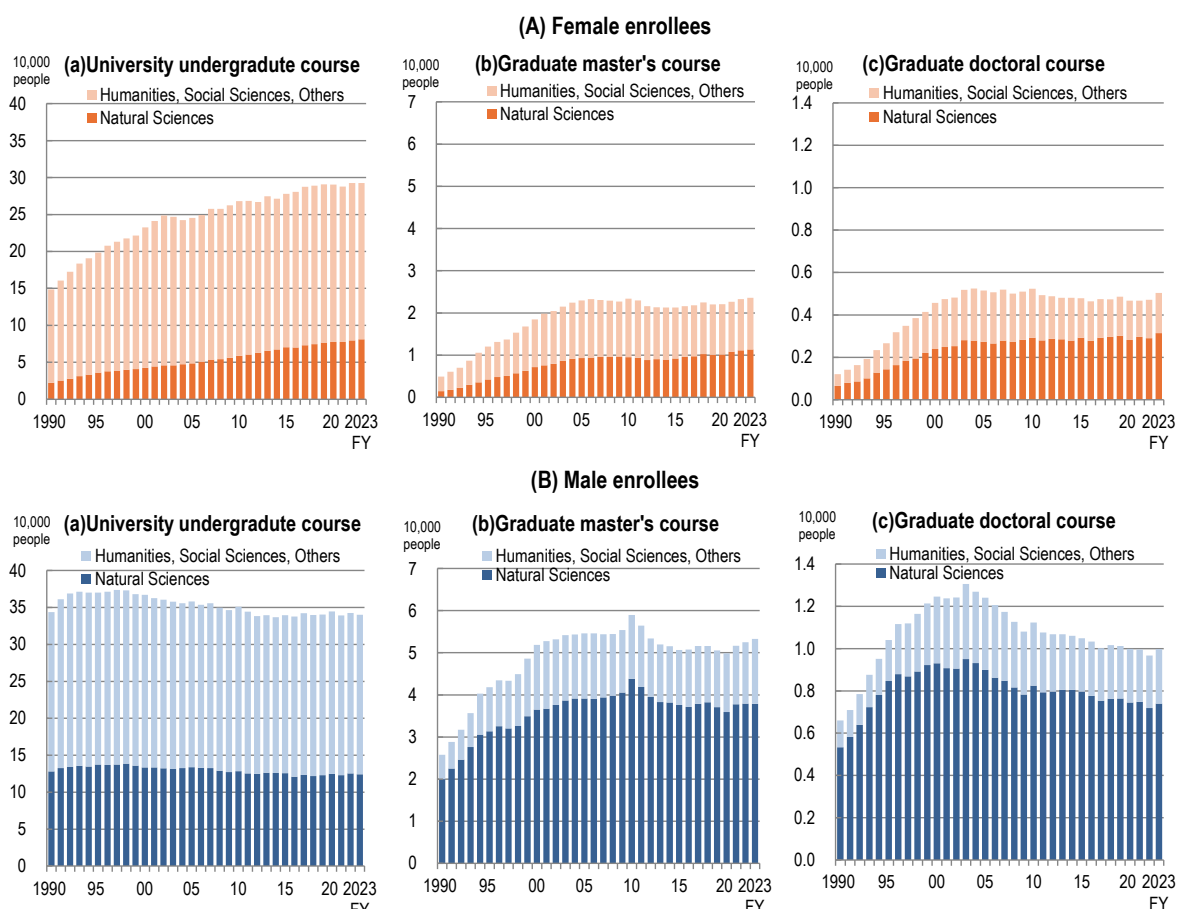 (A) Female enrollees
10,000
people
(a)University undergradute course
Humanities, Social Sciences, Others
Natural Sciences
40
35
30
25
20
15
10
5
0
1990 95 00 05 10 15 20 2023
FY
10,000
people
(b)Graduate master's course
Humanities, Social Sciences, Others
Natural Sciences
7
6
5
4
3
2
1
0
1990 95 00 05 10 15 20 2023
FY
10,000
people
(c)Graduate doctoral course
Humanities, Social Sciences, Others
Natural Sciences
1.4
1.2
1.0
0.8
0.6
0.4
0.2
0.0
1990 95 00 05 10 15 20 2023
FY
(B) Male enrollees
10,000
people
(a)University undergradute course
Humanities, Social Sciences, Others
Natural Sciences
40
35
30
25
20
15
10
5
0
1990 95 00 05 10 15 20 2023
FY
10,000
people
(b)Graduate master's course
Humanities, Social Sciences, Others
Natural Sciences
7
6
5
4
3
2
1
0
1990 95 00 05 10 15 20 2023
FY
10,000
people
(c)Graduate doctoral course
Humanities, Social Sciences, Others
Natural Sciences
1.4
1.2
1.0
0.8
0.6
0.4
0.2
0.0
1990 95 00 05 10 15 20 2023
FY